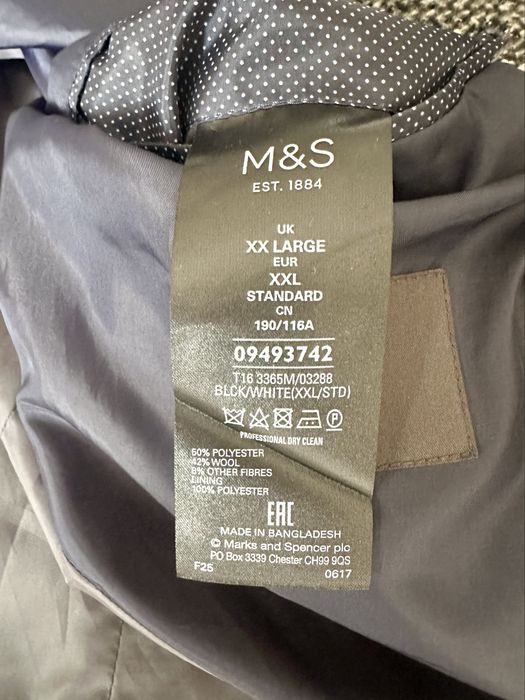 M&S
EST. 1884
UK
XX LARGE
EUR
XXL
STANDARD
CN
190/116A
09493742
T16 3365M/03288
BLCK/WHITE(XXL/STD)
P
PROFESSIONAL DRY CLEAN
50% POLYESTER
42% WOOL
8% OTHER FIBRES
LINING
100% POLYESTER
EAC
MADE IN BANGLADESH
© Marks and Spencer plc
PO Box 3339 Chester CH99 9QS
F25 0617